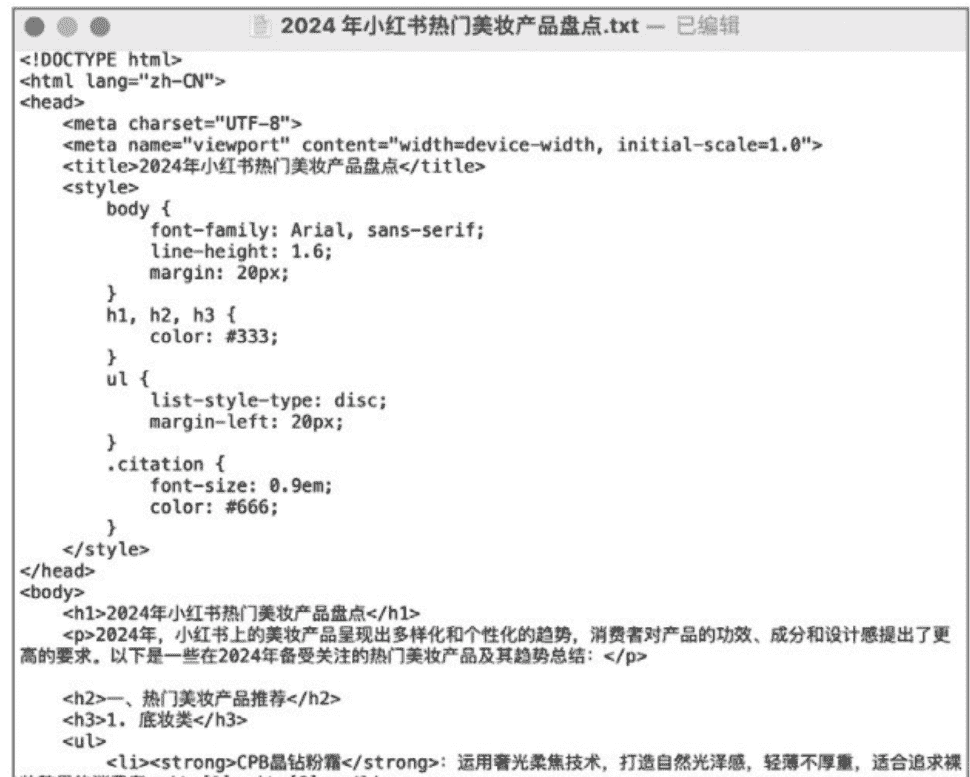 2024 年小红书热门美妆产品盘点.txt — 已编辑
<!DOCTYPE html>
<html lang="zh-CN">
<head>
    <meta charset="UTF-8">
    <meta name="viewport" content="width=device-width, initial-scale=1.0">
    <title>2024年小红书热门美妆产品盘点</title>
    <style>
        body {
            font-family: Arial, sans-serif;
            line-height: 1.6;
            margin: 20px;
        }
        h1, h2, h3 {
            color: #333;
        }
        ul {
            list-style-type: disc;
            margin-left: 20px;
        }
        .citation {
            font-size: 0.9em;
            color: #666;
        }
    </style>
</head>
<body>
    <h1>2024年小红书热门美妆产品盘点</h1>
    <p>2024年，小红书上的美妆产品呈现出多样化和个性化的趋势，消费者对产品的功效、成分和设计感提出了更
高的要求。以下是一些在2024年备受关注的热门美妆产品及其趋势总结：</p>
    <h2>一、热门美妆产品推荐</h2>
    <h3>1. 底妆类</h3>
    <ul>
        <li><strong>CPB晶钻粉霜</strong>：运用奢光柔焦技术，打造自然光泽感，轻薄不厚重，适合追求裸